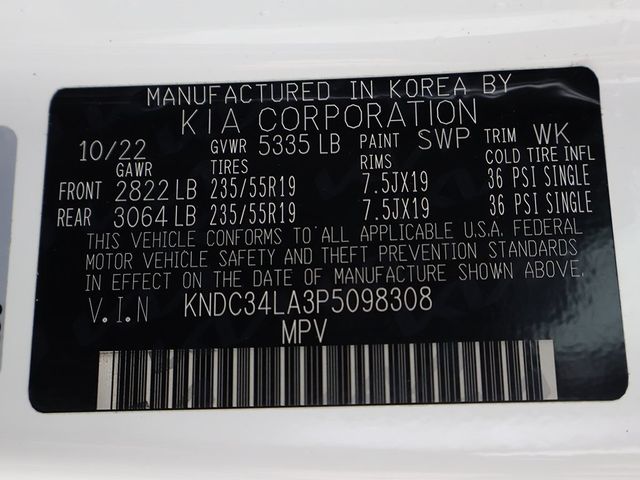 MANUFACTURED IN KOREA BY
KIA CORPORATION
10/22 GVWR 5335 LB PAINT SWP TRIM WK
GAWR TIRES RIMS COLD TIRE INFL
FRONT 2822 LB 235/55R19 7.5JX19 36 PSI SINGLE
REAR 3064 LB 235/55R19 7.5JX19 36 PSI SINGLE
THIS VEHICLE CONFORMS TO ALL APPLICABLE U.S.A. FEDERAL
MOTOR VEHICLE SAFETY AND THEFT PREVENTION STANDARDS
IN EFFECT ON THE DATE OF MANUFACTURE SHOWN ABOVE.
V.I.N KNDC34LA3P5098308
MPV